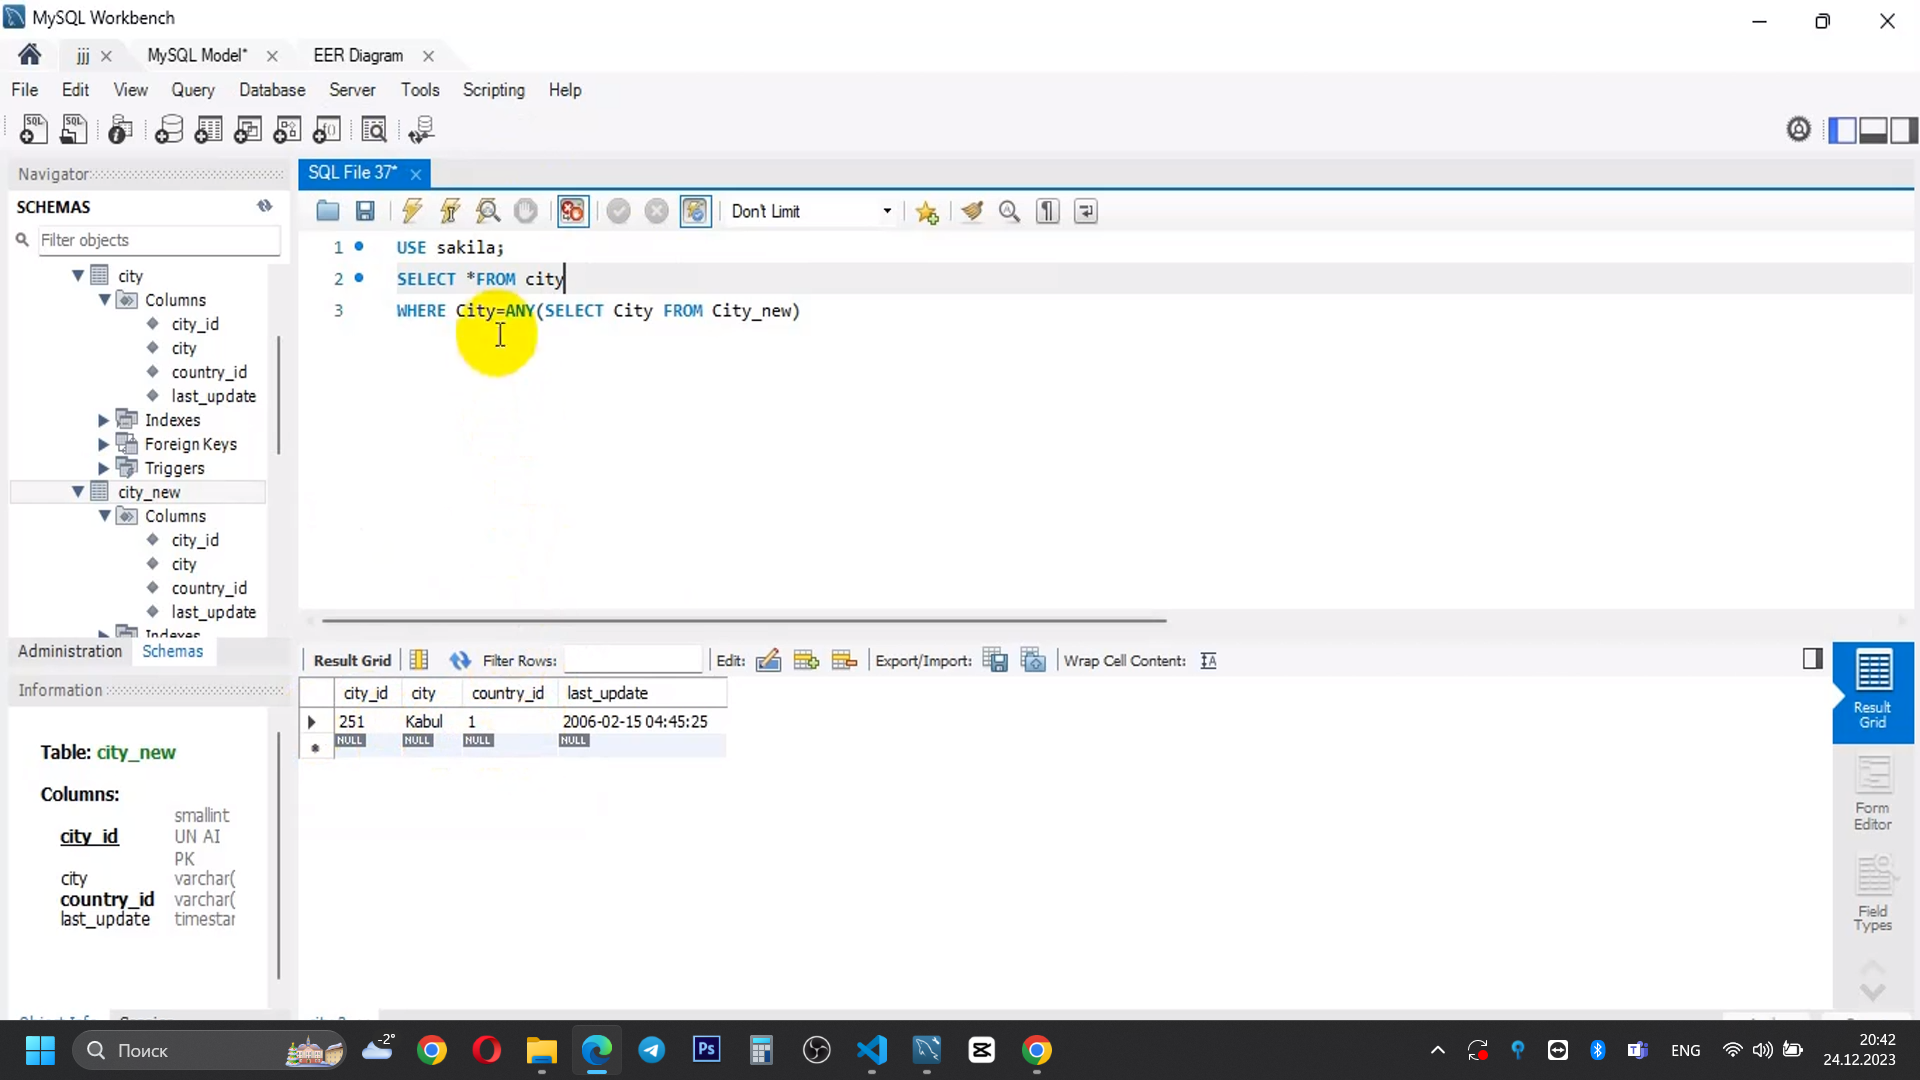 MySQL Workbench
jjj
MySQL Model*
EER Diagram
File Edit View Query Database Server Tools Scripting Help
Navigator
SCHEMAS
Filter objects
city
Columns
city_id
city
country_id
last_update
Indexes
Foreign Keys
Triggers
city_new
Columns
city_id
city
country_id
last_update
Indexes
Administration Schemas
Information
Table: city_new
Columns:
city_id smallint UN AI PK
city varchar(
country_id varchar(
last_update timestar
SQL File 37*
Don't Limit
1 USE sakila;
2 SELECT *FROM city
3 WHERE City=ANY(SELECT City FROM City_new)
Result Grid Filter Rows: Edit: Export/Import: Wrap Cell Content:
city_id city country_id last_update
251 Kabul 1 2006-02-15 04:45:25
NULL NULL NULL NULL
Result Grid
Form Editor
Field Types
Поиск
-2°
Ps
ENG
20:42
24.12.2023